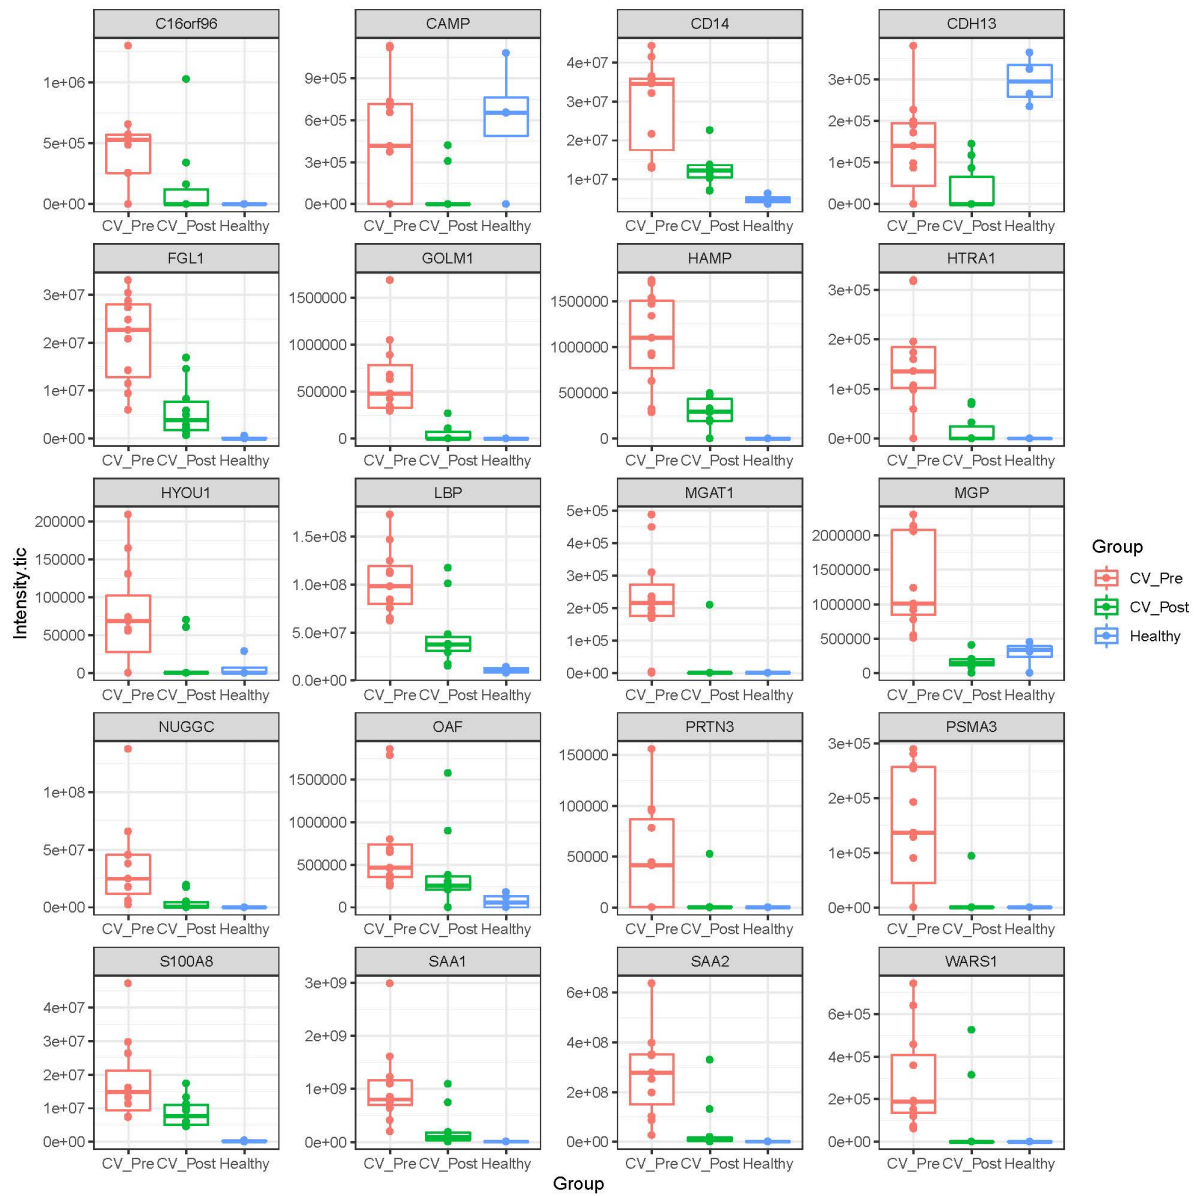 C16orf96 CAMP CD14 CDH13
1e+06
5e+05
0e+00
9e+05
6e+05
3e+05
0e+00
4e+07
3e+07
2e+07
1e+07
3e+05
2e+05
1e+05
0e+00
CV_Pre CV_Post Healthy CV_Pre CV_Post Healthy CV_Pre CV_Post Healthy CV_Pre CV_Post Healthy
FGL1 GOLM1 HAMP HTRA1
3e+07
2e+07
1e+07
0e+00
1500000
1000000
500000
0
1500000
1000000
500000
0
3e+05
2e+05
1e+05
0e+00
CV_Pre CV_Post Healthy CV_Pre CV_Post Healthy CV_Pre CV_Post Healthy CV_Pre CV_Post Healthy
HYOU1 LBP MGAT1 MGP
200000
150000
100000
50000
0
1.5e+08
1.0e+08
5.0e+07
0.0e+00
5e+05
4e+05
3e+05
2e+05
1e+05
0e+00
2000000
1500000
1000000
500000
0
CV_Pre CV_Post Healthy CV_Pre CV_Post Healthy CV_Pre CV_Post Healthy CV_Pre CV_Post Healthy
NUGGC OAF PRTN3 PSMA3
1e+08
5e+07
0e+00
1500000
1000000
500000
0
150000
100000
50000
0
3e+05
2e+05
1e+05
0e+00
CV_Pre CV_Post Healthy CV_Pre CV_Post Healthy CV_Pre CV_Post Healthy CV_Pre CV_Post Healthy
S100A8 SAA1 SAA2 WARS1
4e+07
3e+07
2e+07
1e+07
0e+00
3e+09
2e+09
1e+09
0e+00
6e+08
4e+08
2e+08
0e+00
6e+05
4e+05
2e+05
0e+00
CV_Pre CV_Post Healthy CV_Pre CV_Post Healthy CV_Pre CV_Post Healthy CV_Pre CV_Post Healthy
Group
Intensity.tic
Group
CV_Pre
CV_Post
Healthy